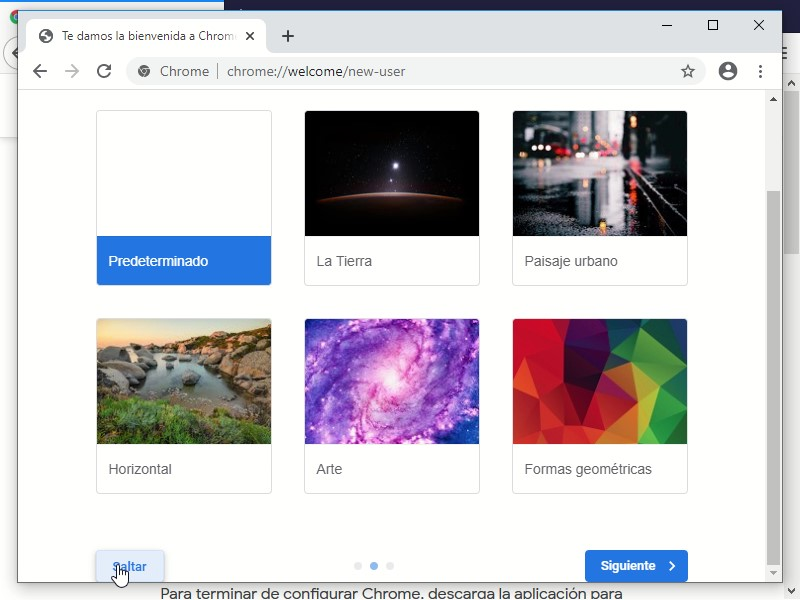 Te damos la bienvenida a Chrome
Chrome
chrome://welcome/new-user
Predeterminado
La Tierra
Paisaje urbano
Horizontal
Arte
Formas geométricas
Saltar
Siguiente
Para terminar de configurar Chrome, descarga la aplicación para